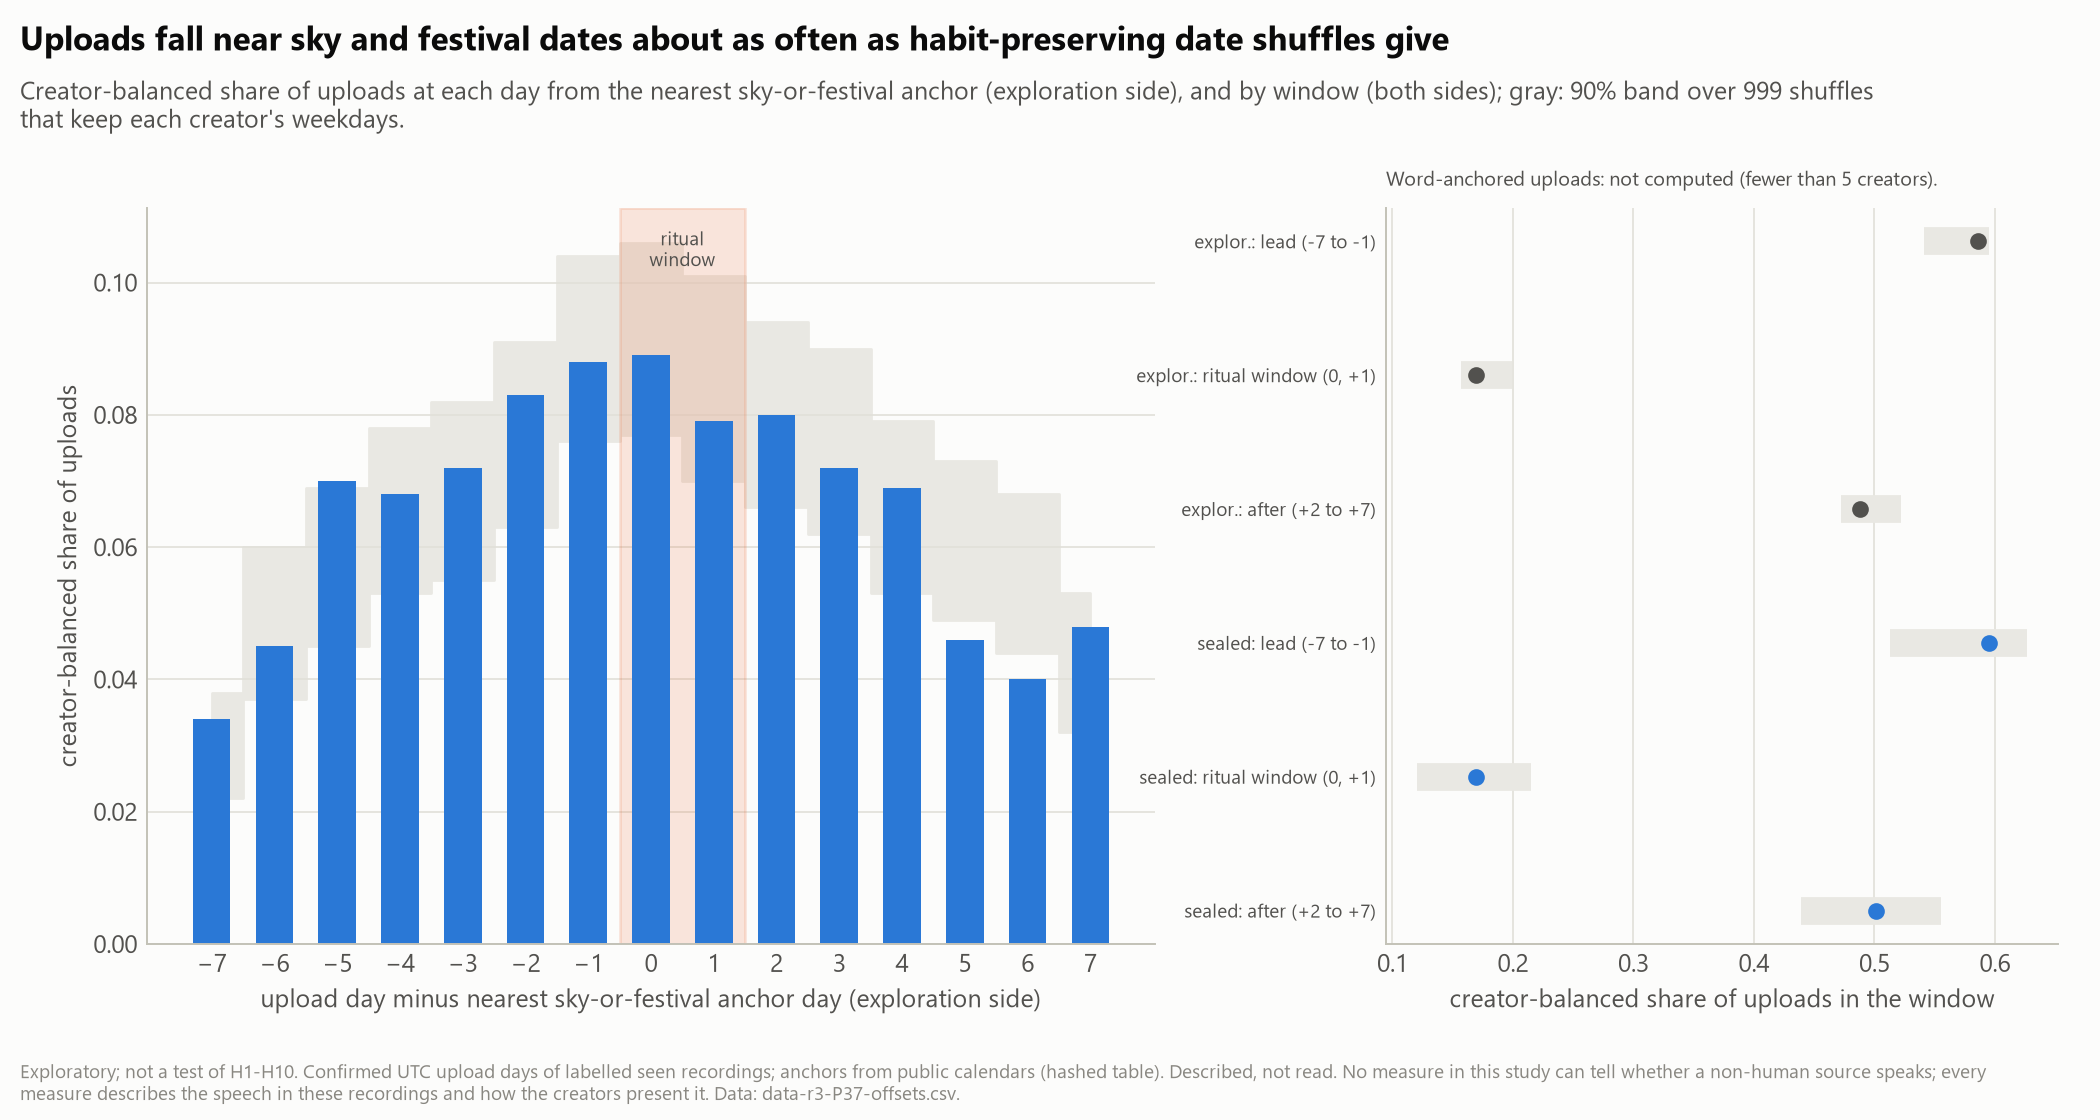 Uploads fall near sky and festival dates about as often as habit-preserving date shuffles give
Creator-balanced share of uploads at each day from the nearest sky-or-festival anchor (exploration side), and by window (both sides); gray: 90% band over 999 shuffles
that keep each creator's weekdays.
creator-balanced share of uploads
0.10
0.08
0.06
0.04
0.02
0.00
ritual
window
−7 −6 −5 −4 −3 −2 −1 0 1 2 3 4 5 6 7
upload day minus nearest sky-or-festival anchor day (exploration side)
Word-anchored uploads: not computed (fewer than 5 creators).
explor.: lead (-7 to -1)
explor.: ritual window (0, +1)
explor.: after (+2 to +7)
sealed: lead (-7 to -1)
sealed: ritual window (0, +1)
sealed: after (+2 to +7)
0.1 0.2 0.3 0.4 0.5 0.6
creator-balanced share of uploads in the window
Exploratory; not a test of H1-H10. Confirmed UTC upload days of labelled seen recordings; anchors from public calendars (hashed table). Described, not read. No measure in this study can tell whether a non-human source speaks; every
measure describes the speech in these recordings and how the creators present it. Data: data-r3-P37-offsets.csv.